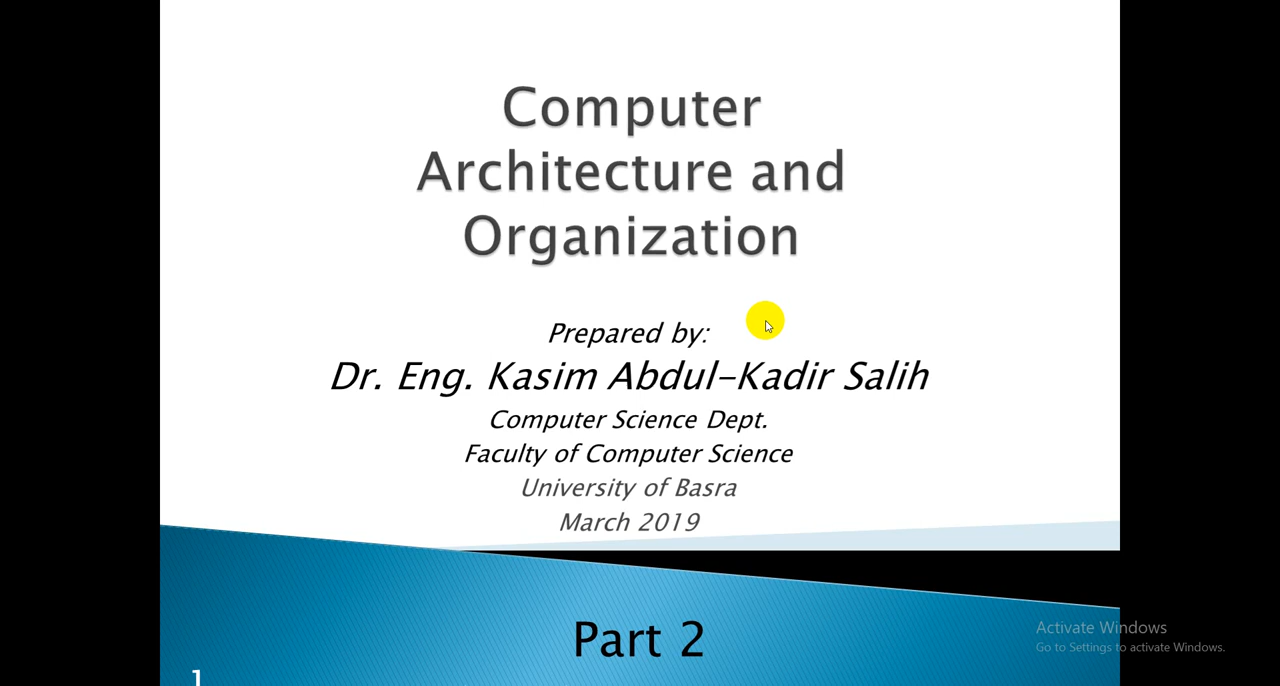 Computer
Architecture and
Organization
Prepared by:
Dr. Eng. Kasim Abdul-Kadir Salih
Computer Science Dept.
Faculty of Computer Science
University of Basra
March 2019
Part 2
Activate Windows
Go to Settings to activate Windows.
1